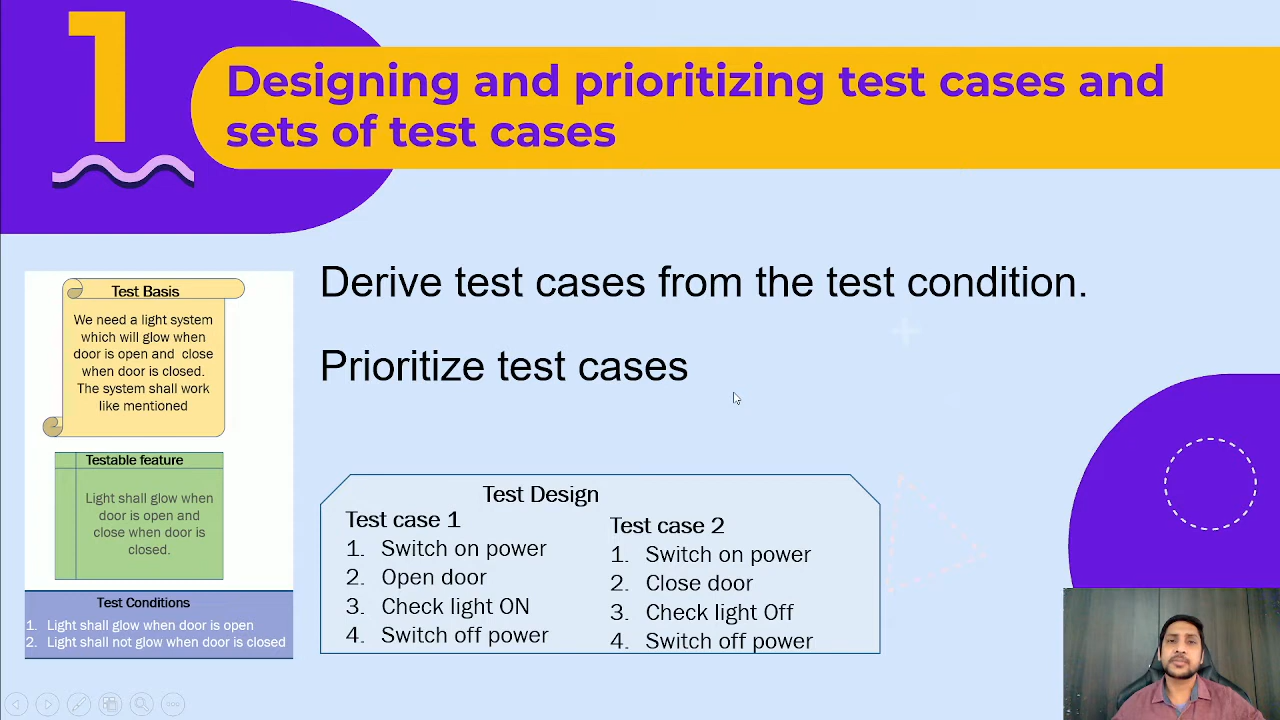 1
Designing and prioritizing test cases and
sets of test cases
Derive test cases from the test condition.
Prioritize test cases
Test Basis
We need a light system
which will glow when
door is open and close
when door is closed.
The system shall work
like mentioned
Testable feature
Light shall glow when
door is open and
close when door is
closed.
Test Conditions
1. Light shall glow when door is open
2. Light shall not glow when door is closed
Test Design
Test case 1
1. Switch on power
2. Open door
3. Check light ON
4. Switch off power
Test case 2
1. Switch on power
2. Close door
3. Check light Off
4. Switch off power